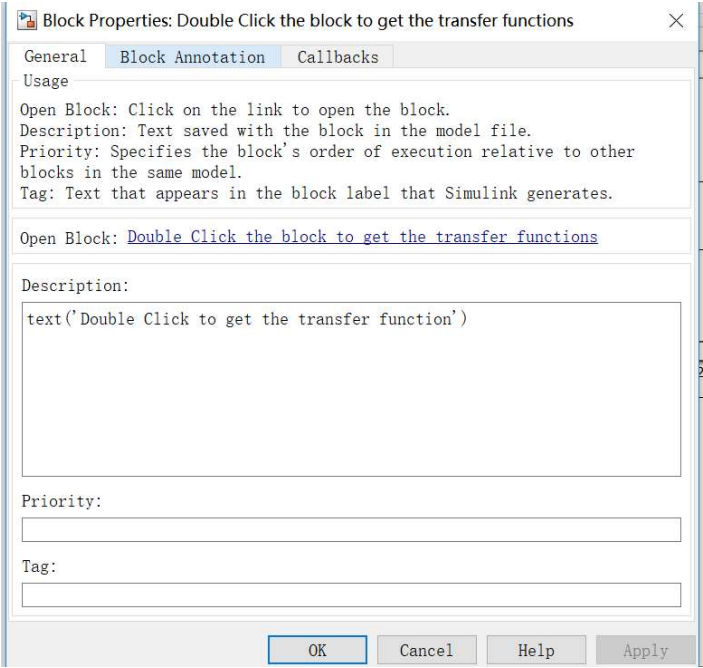 Block Properties: Double Click the block to get the transfer functions
General Block Annotation Callbacks
Usage
Open Block: Click on the link to open the block.
Description: Text saved with the block in the model file.
Priority: Specifies the block's order of execution relative to other
blocks in the same model.
Tag: Text that appears in the block label that Simulink generates.
Open Block: Double Click the block to get the transfer functions
Description:
text('Double Click to get the transfer function')
Priority:
Tag:
OK Cancel Help Apply